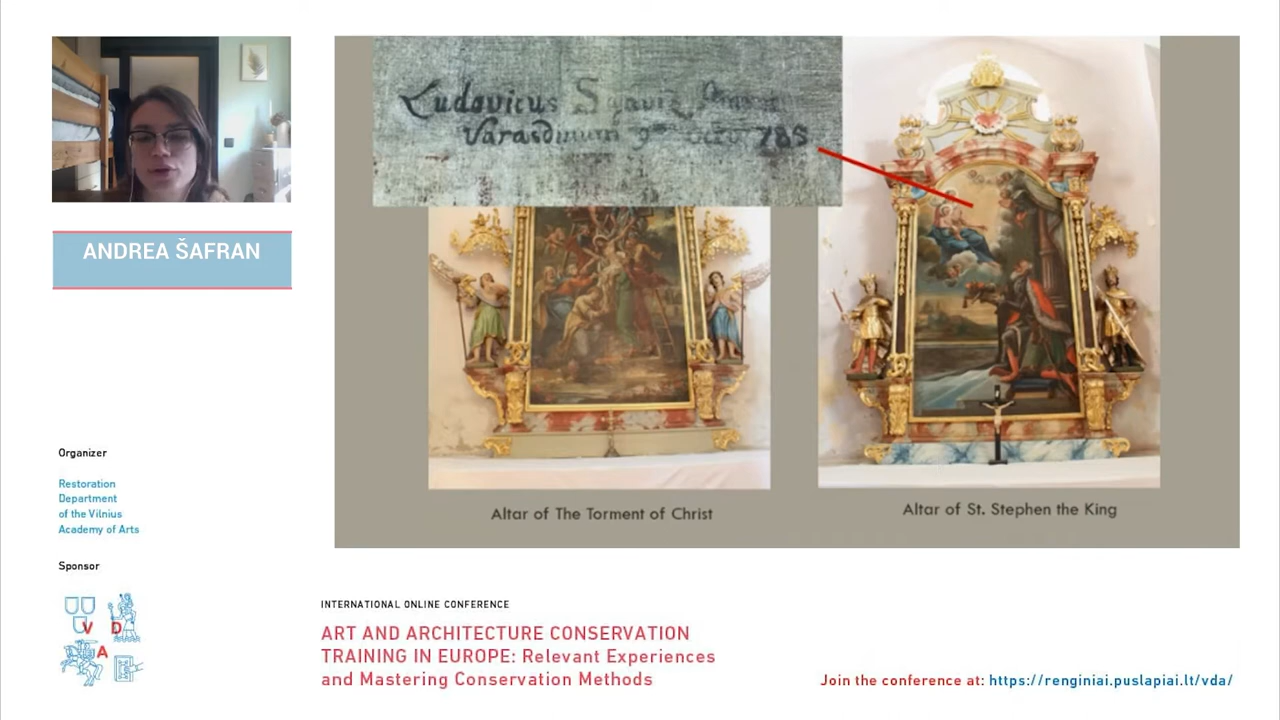 Ludovicus
Varasdinum 785
ANDREA ŠAFRAN
Altar of The Torment of Christ
Altar of St. Stephen the King
Organizer
Restoration
Department
of the Vilnius
Academy of Arts
Sponsor
V D
A
INTERNATIONAL ONLINE CONFERENCE
ART AND ARCHITECTURE CONSERVATION
TRAINING IN EUROPE: Relevant Experiences
and Mastering Conservation Methods
Join the conference at: https://renginiai.puslapiai.lt/vda/